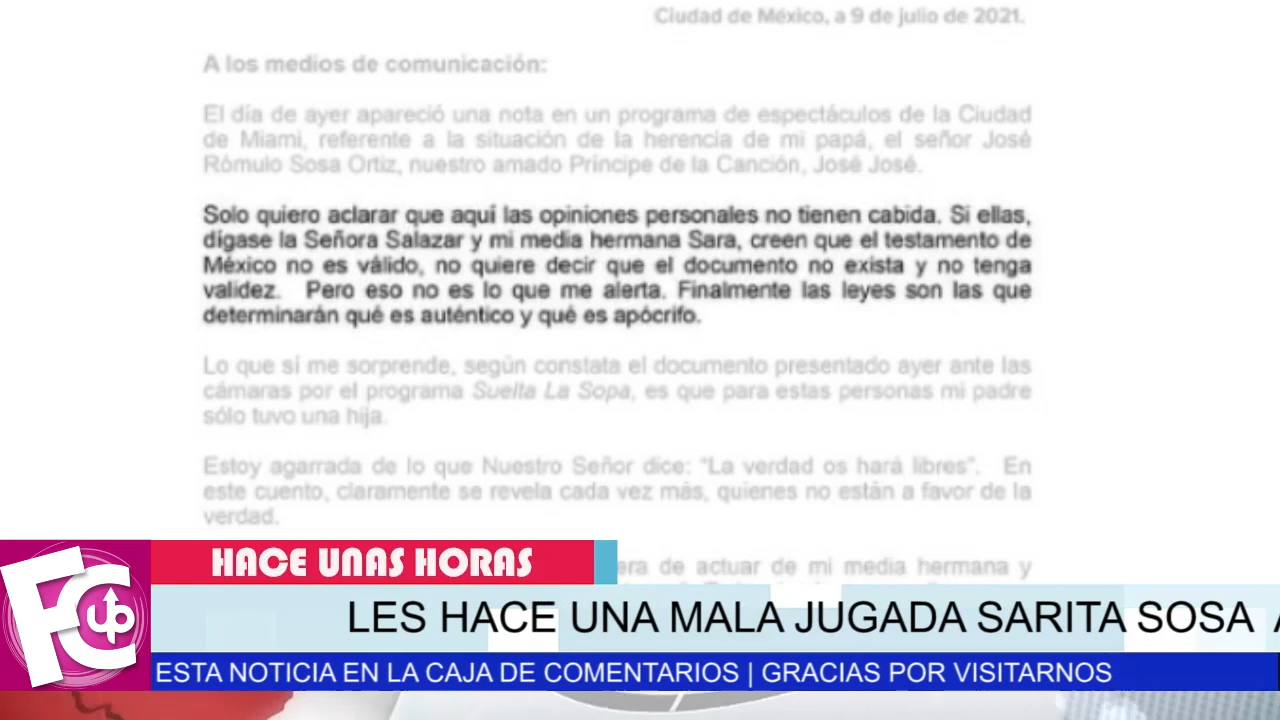 Ciudad de México, a 9 de julio de 2021.
A los medios de comunicación:
El día de ayer apareció una nota en un programa de espectáculos de la Ciudad
de Miami, referente a la situación de la herencia de mi papá, el señor José
Rómulo Sosa Ortiz, nuestro amado Príncipe de la Canción, José José.
Solo quiero aclarar que aquí las opiniones personales no tienen cabida. Si ellas,
dígase la Señora Salazar y mi media hermana Sara, creen que el testamento de
México no es válido, no quiere decir que el documento no exista y no tenga
validez. Pero eso no es lo que me alerta. Finalmente las leyes son las que
determinarán qué es auténtico y qué es apócrifo.
Lo que sí me sorprende, según constata el documento presentado ayer ante las
cámaras por el programa Suelta La Sopa, es que para estas personas mi padre
sólo tuvo una hija.
Estoy agarrada de lo que Nuestro Señor dice: “La verdad os hará libres”. En
este cuento, claramente se revela cada vez más, quienes no están a favor de la
verdad.
de actuar de mi media hermana y
HACE UNAS HORAS
LES HACE UNA MALA JUGADA SARITA SOSA
ESTA NOTICIA EN LA CAJA DE COMENTARIOS | GRACIAS POR VISITARNOS
FC up